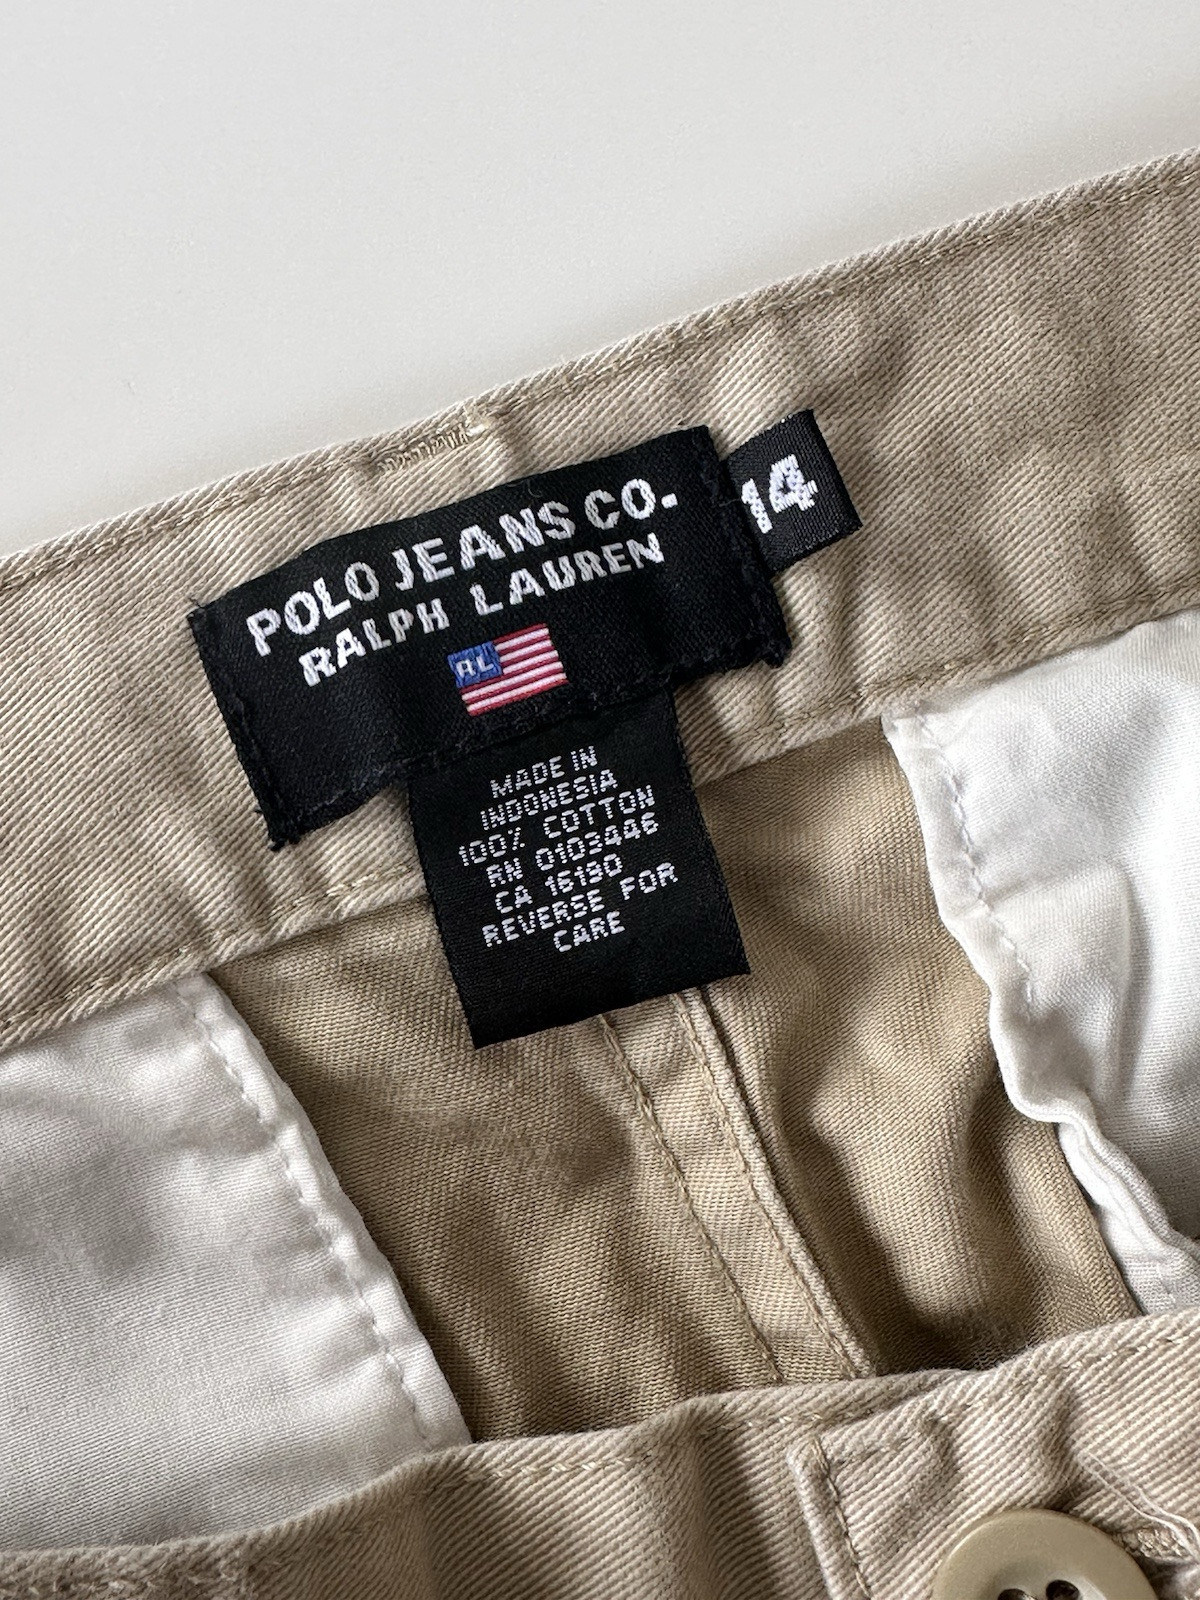 POLO JEANS CO-
RALPH LAUREN
RL
14
MADE IN
INDONESIA
100% COTTON
RN 0103446
CA 16190
REVERSE FOR
CARE